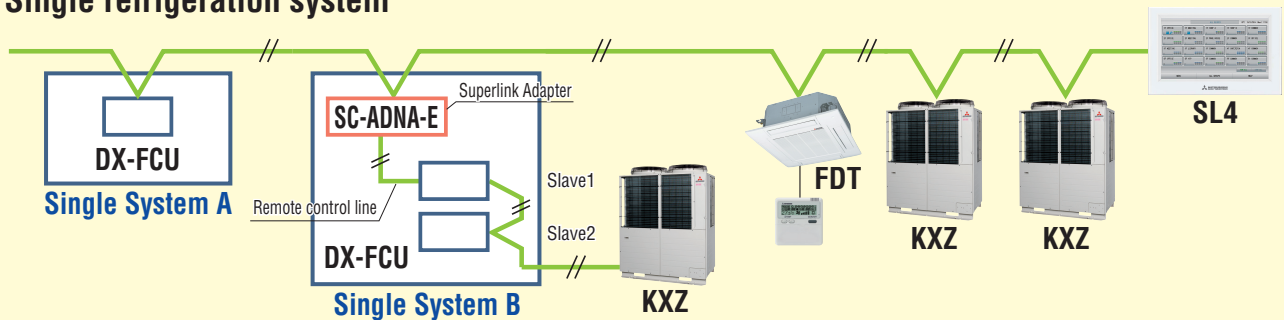 Single refrigeration system
Superlink Adapter
SC-ADNA-E
SL4
DX-FCU
Slave1
FDT
Single System A
Remote control line
Slave2
KXZ
KXZ
DX-FCU
Single System B
KXZ